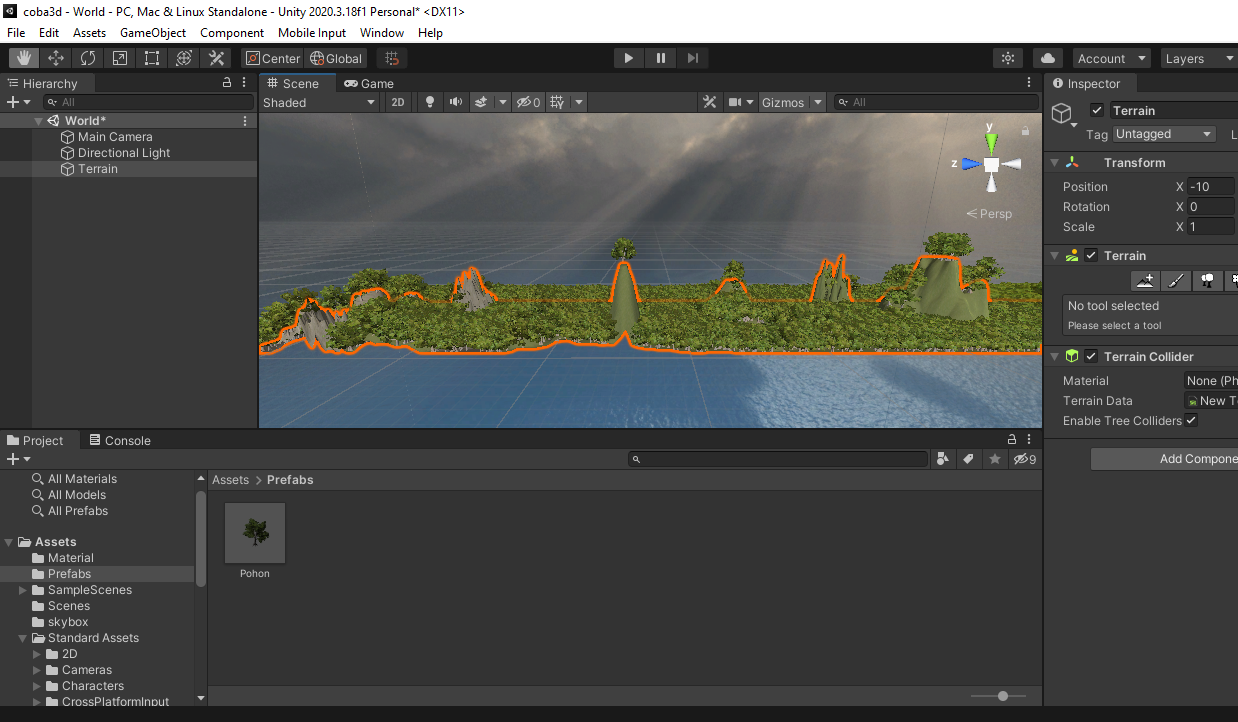 coba3d - World - PC, Mac & Linux Standalone - Unity 2020.3.18f1 Personal* <DX11>
File Edit Assets GameObject Component Mobile Input Window Help
Center Global Account Layers
Hierarchy
All
World*
Main Camera
Directional Light
Terrain
Scene Game
Shaded 2D 0 Gizmos All
y
z
Persp
Inspector
Terrain
Tag Untagged L
Transform
Position X -10
Rotation X 0
Scale X 1
Terrain
No tool selected
Please select a tool
Terrain Collider
Material None (Ph
Terrain Data New T
Enable Tree Colliders
Add Compone
Project Console
9
All Materials
All Models
All Prefabs
Assets
Material
Prefabs
SampleScenes
Scenes
skybox
Standard Assets
2D
Cameras
Characters
CrossPlatformInput
Assets > Prefabs
Pohon